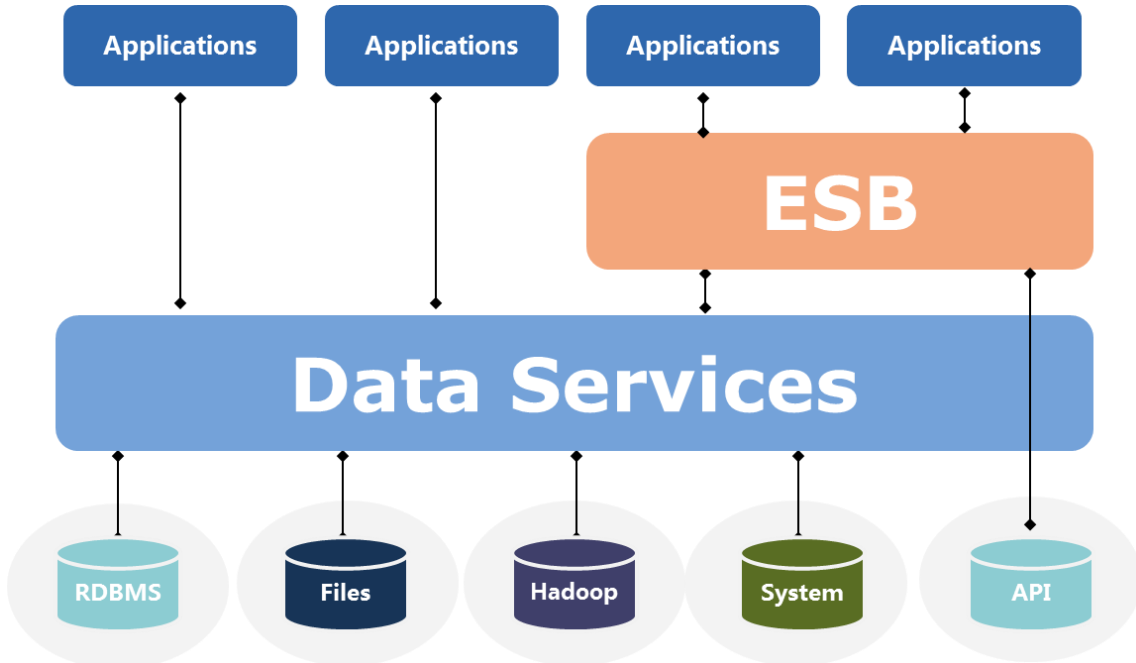 Applications
Applications
Applications
Applications
ESB
Data Services
RDBMS
Files
Hadoop
System
API